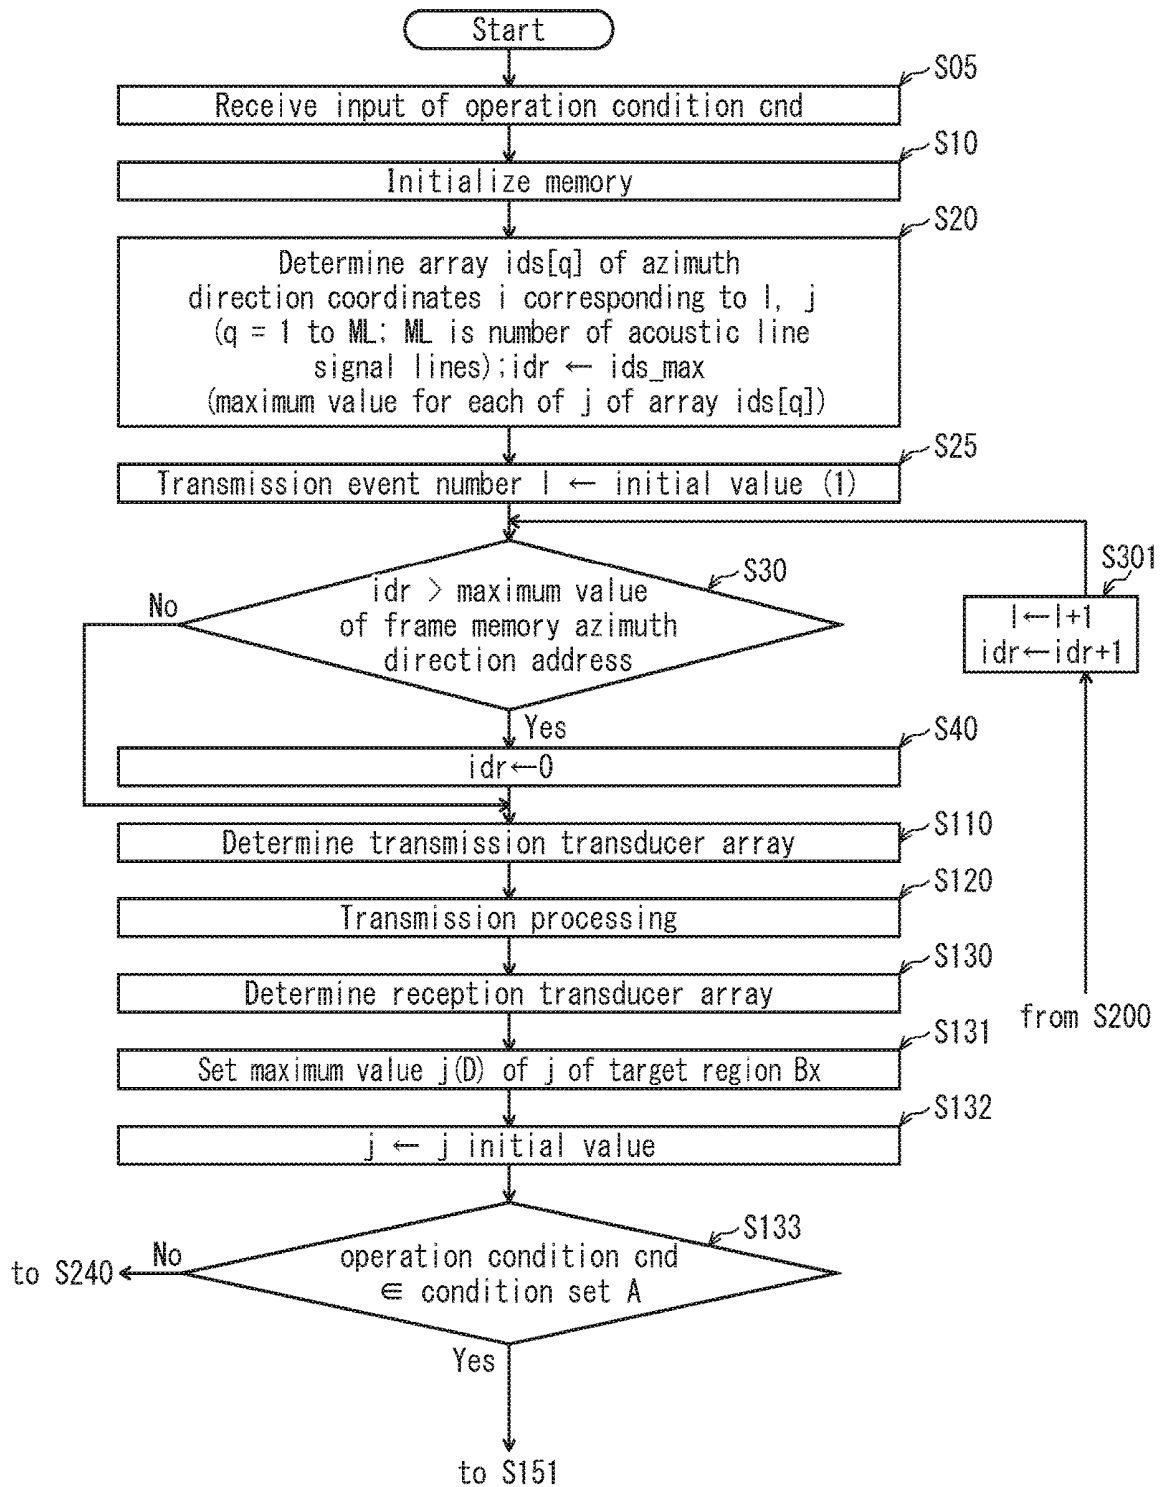 Start
S05
Receive input of operation condition cnd
S10
Initialize memory
S20
Determine array ids[q] of azimuth
direction coordinates i corresponding to l, j
(q = 1 to ML: ML is number of acoustic line
signal lines);idr ← ids_max
(maximum value for each of j of array ids[q])
S25
Transmission event number l ← initial value (1)
S30
idr > maximum value
of frame memory azimuth
direction address
No
Yes
S301
l←l+1
idr←idr+1
S40
idr←0
S110
Determine transmission transducer array
S120
Transmission processing
S130
Determine reception transducer array
from S200
S131
Set maximum value j(D) of j of target region Bx
S132
j ← j initial value
S133
operation condition cnd
∈ condition set A
No
to S240
Yes
to S151